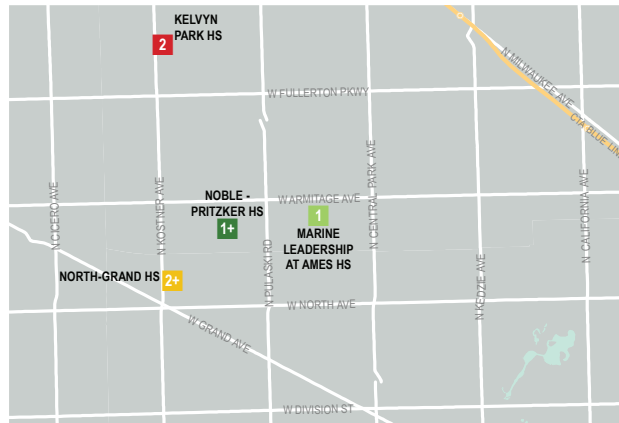 KELVYN
PARK HS
2
N MILWAUKEE AVE
W FULLERTON PKWY
CTA BLUE LINE
N CICERO AVE
N KOSTNER AVE
NOBLE -
PRITZKER HS
1+
W ARMITAGE AVE
1
MARINE
LEADERSHIP
AT AMES HS
N PULASKI RD
N CENTRAL PARK AVE
N KEDZIE AVE
N CALIFORNIA AVE
NORTH-GRAND HS
2+
W NORTH AVE
W GRAND AVE
W DIVISION ST